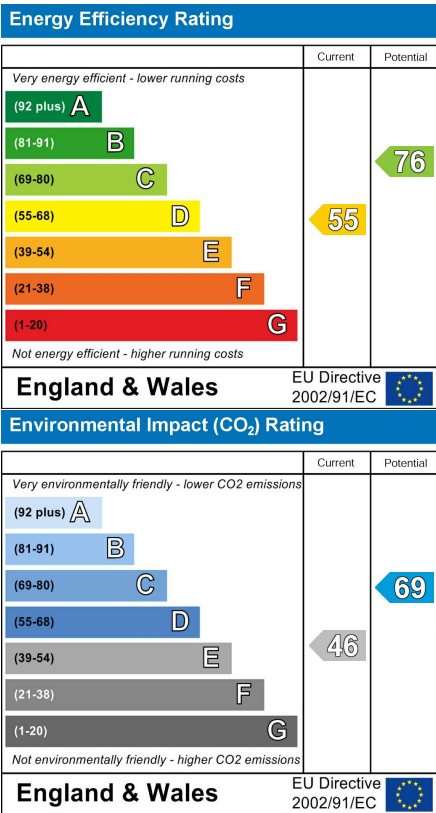 Energy Efficiency Rating
Current Potential
Very energy efficient - lower running costs
(92 plus) A
(81-91) B
76
(69-80) C
(55-68) D
55
(39-54) E
(21-38) F
(1-20) G
Not energy efficient - higher running costs
England & Wales
EU Directive
2002/91/EC
Environmental Impact (CO₂) Rating
Current Potential
Very environmentally friendly - lower CO2 emissions
(92 plus) A
(81-91) B
(69-80) C
69
(55-68) D
(39-54) E
46
(21-38) F
(1-20) G
Not environmentally friendly - higher CO2 emissions
England & Wales
EU Directive
2002/91/EC